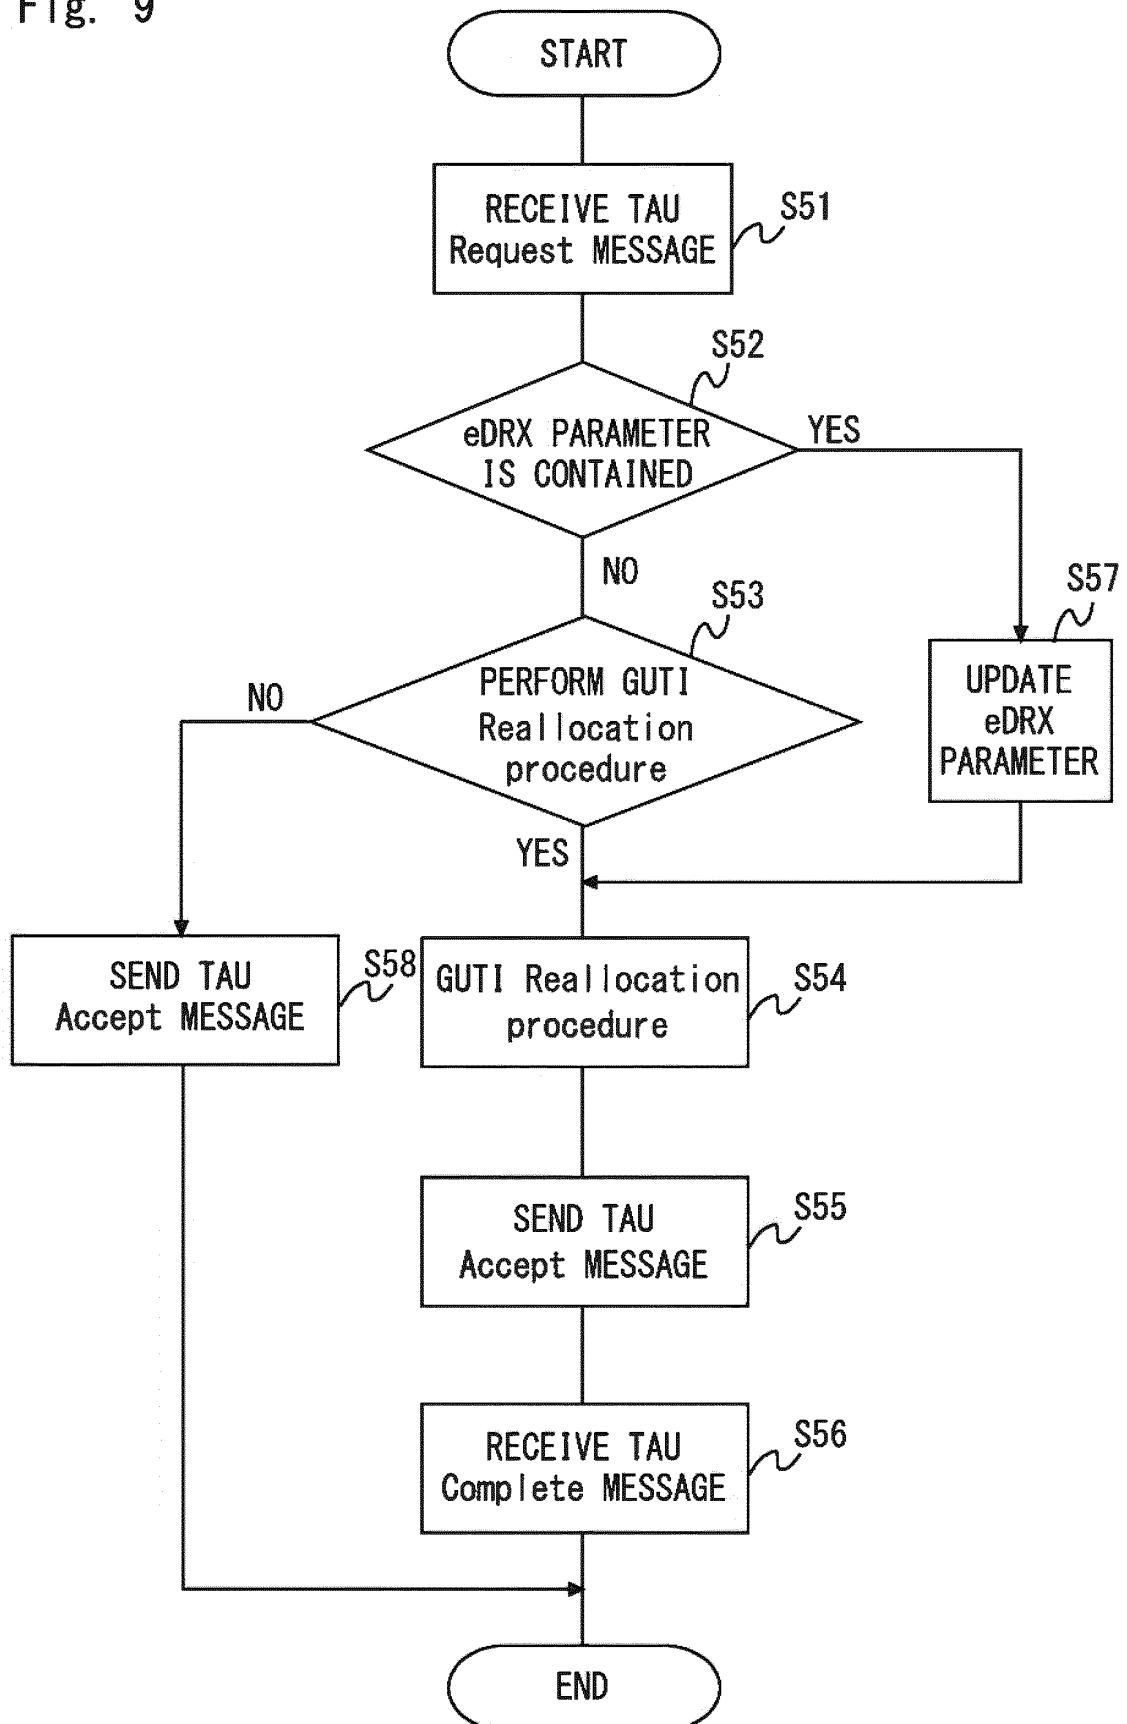 Fig. 9
START
RECEIVE TAU
Request MESSAGE
S51
S52
eDRX PARAMETER
IS CONTAINED
YES
NO
S53
PERFORM GUTI
Reallocation
procedure
NO
YES
S57
UPDATE
eDRX
PARAMETER
SEND TAU
Accept MESSAGE
S58
GUTI Reallocation
procedure
S54
SEND TAU
Accept MESSAGE
S55
RECEIVE TAU
Complete MESSAGE
S56
END